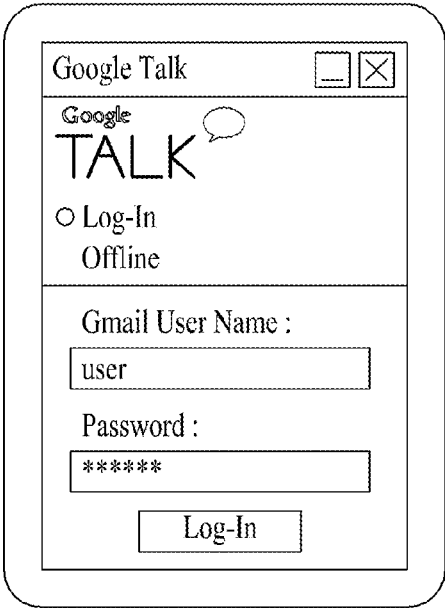 Google Talk
Google
TALK
Log-In
Offline
Gmail User Name :
user
Password :
******
Log-In